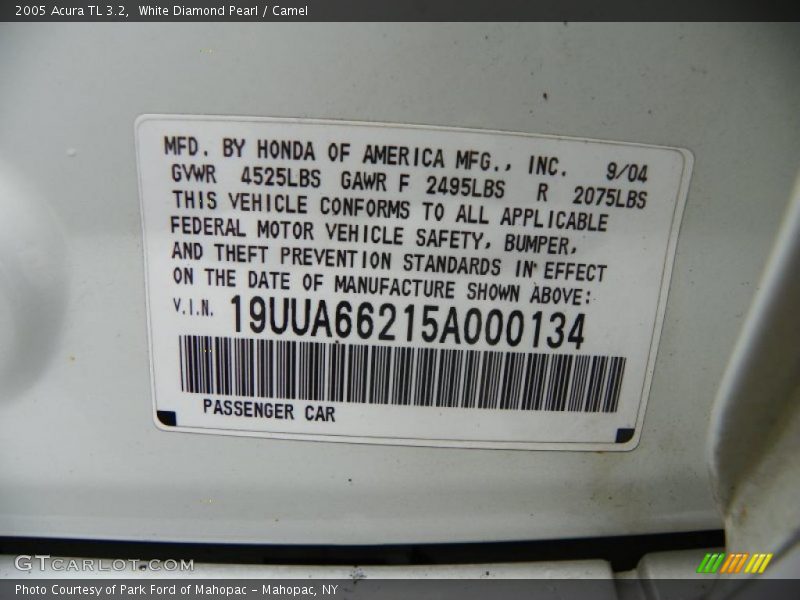 2005 Acura TL 3.2, White Diamond Pearl / Camel
MFD. BY HONDA OF AMERICA MFG., INC. 9/04
GVWR 4525LBS GAWR F 2495LBS R 2075LBS
THIS VEHICLE CONFORMS TO ALL APPLICABLE
FEDERAL MOTOR VEHICLE SAFETY, BUMPER,
AND THEFT PREVENTION STANDARDS IN EFFECT
ON THE DATE OF MANUFACTURE SHOWN ABOVE:
V.I.N. 19UUA66215A000134
PASSENGER CAR
GTCARLOT.COM
Photo Courtesy of Park Ford of Mahopac - Mahopac, NY